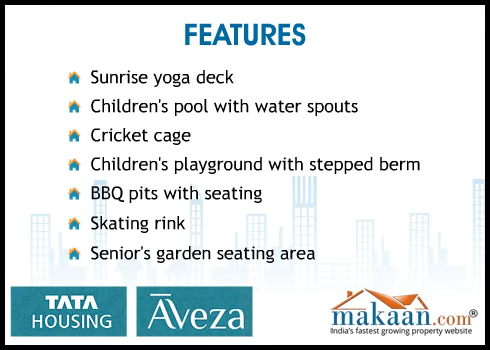 FEATURES
Sunrise yoga deck
Children's pool with water spouts
Cricket cage
Children's playground with stepped berm
BBQ pits with seating
Skating rink
Senior's garden seating area
TATA
HOUSING
Āveza
makaan.com®
India's fastest growing property website